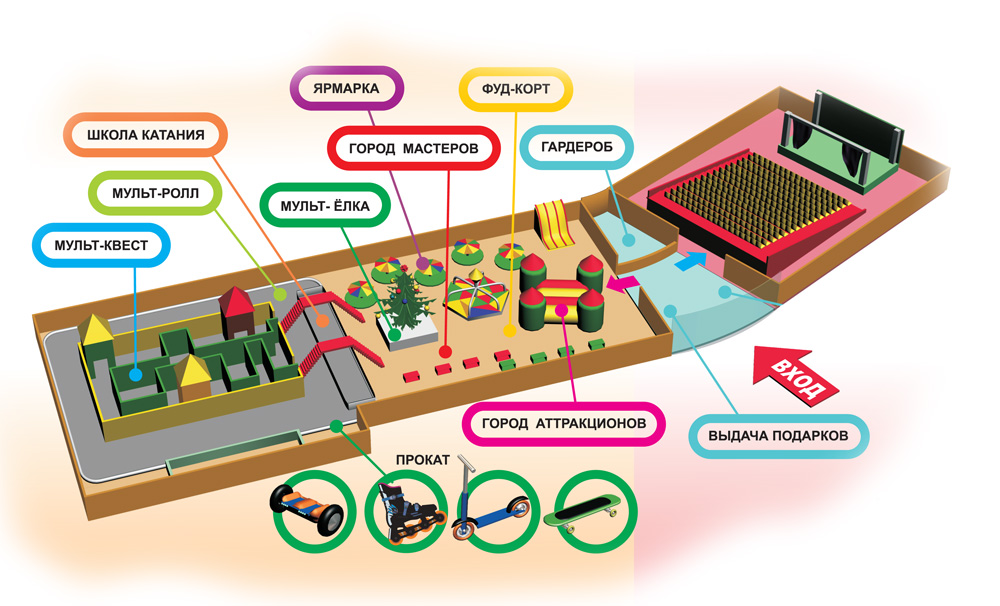 ЯРМАРКА
ФУД-КОРТ
ШКОЛА КАТАНИЯ
ГОРОД МАСТЕРОВ
ГАРДЕРОБ
МУЛЬТ-РОЛЛ
МУЛЬТ- ЁЛКА
МУЛЬТ-КВЕСТ
ВХОД
ГОРОД АТТРАКЦИОНОВ
ВЫДАЧА ПОДАРКОВ
ПРОКАТ